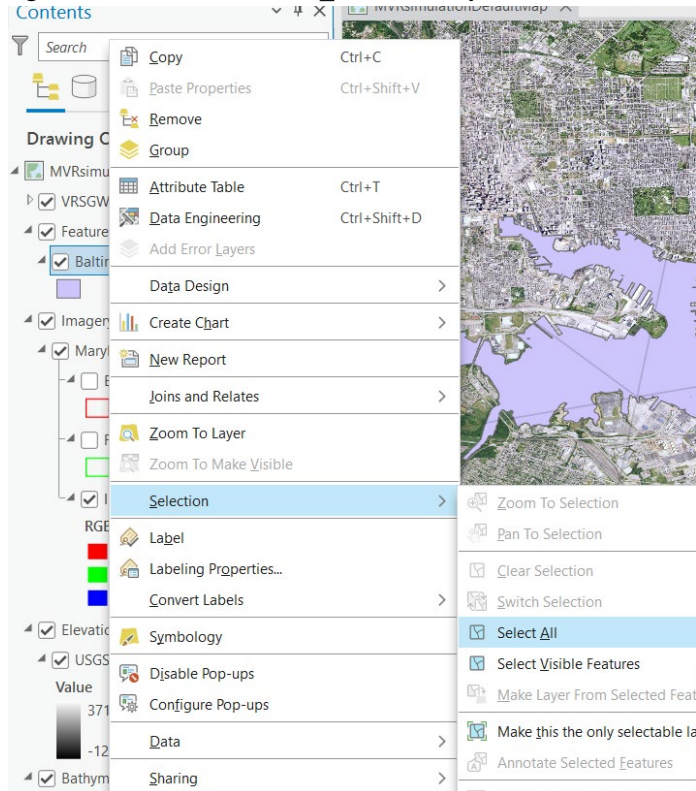 Contents
MVRsimulationDefaultMap
Search
Drawing O
MVRsimu
VRSGW
Feature
Baltin
Imagery
Maryl
RGB
Elevatio
USGS
Value
371
-12
Bathym
Copy Ctrl+C
Paste Properties Ctrl+Shift+V
Remove
Group
Attribute Table Ctrl+T
Data Engineering Ctrl+Shift+D
Add Error Layers
Data Design
Create Chart
New Report
Joins and Relates
Zoom To Layer
Zoom To Make Visible
Selection
Label
Labeling Properties...
Convert Labels
Symbology
Disable Pop-ups
Configure Pop-ups
Data
Sharing
Zoom To Selection
Pan To Selection
Clear Selection
Switch Selection
Select All
Select Visible Features
Make Layer From Selected Feat
Make this the only selectable la
Annotate Selected Features